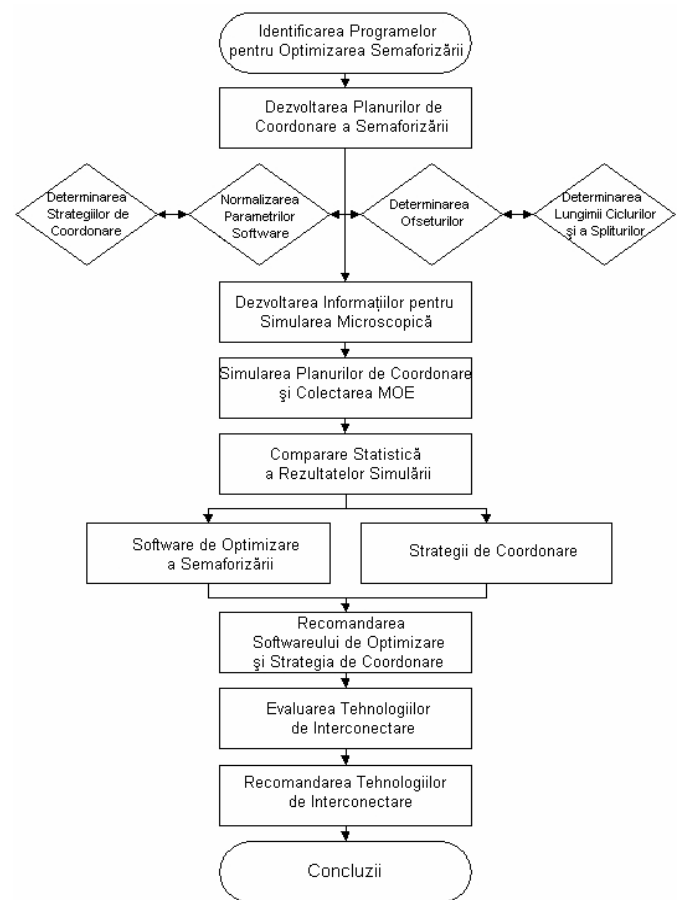 Identificarea Programelor
pentru Optimizarea Semaforizării
Dezvoltarea Planurilor de
Coordonare a Semaforizării
Determinarea
Strategiilor de
Coordonare
Normalizarea
Parametrilor
Software
Determinarea
Ofseturilor
Determinarea
Lungimii Ciclurilor
şi a Spliturilor
Dezvoltarea Informațiilor pentru
Simularea Microscopică
Simularea Planurilor de Coordonare
şi Colectarea MOE
Comparare Statistică
a Rezultatelor Simulării
Software de Optimizare
a Semaforizării
Strategii de Coordonare
Recomandarea
Softwareului de Optimizare
şi Strategia de Coordonare
Evaluarea Tehnologiilor
de Interconectare
Recomandarea Tehnologiilor
de Interconectare
Concluzii